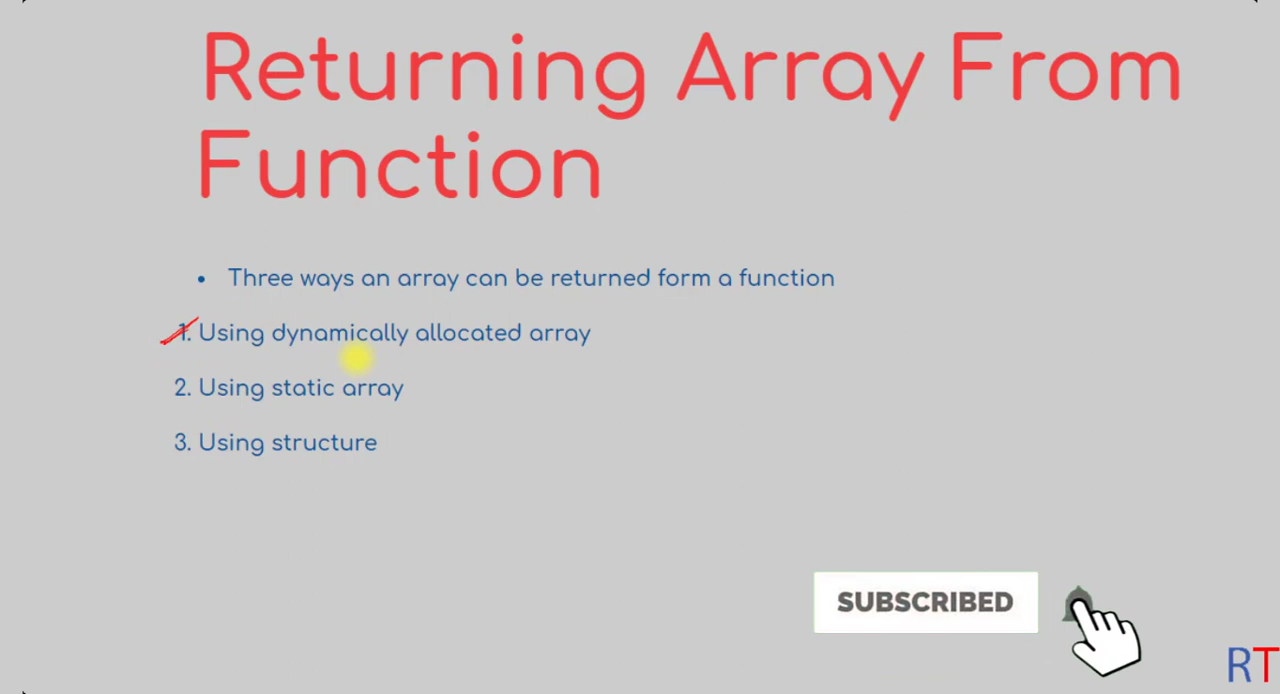 Returning Array From
Function
• Three ways an array can be returned form a function
1. Using dynamically allocated array
2. Using static array
3. Using structure
SUBSCRIBED
RT